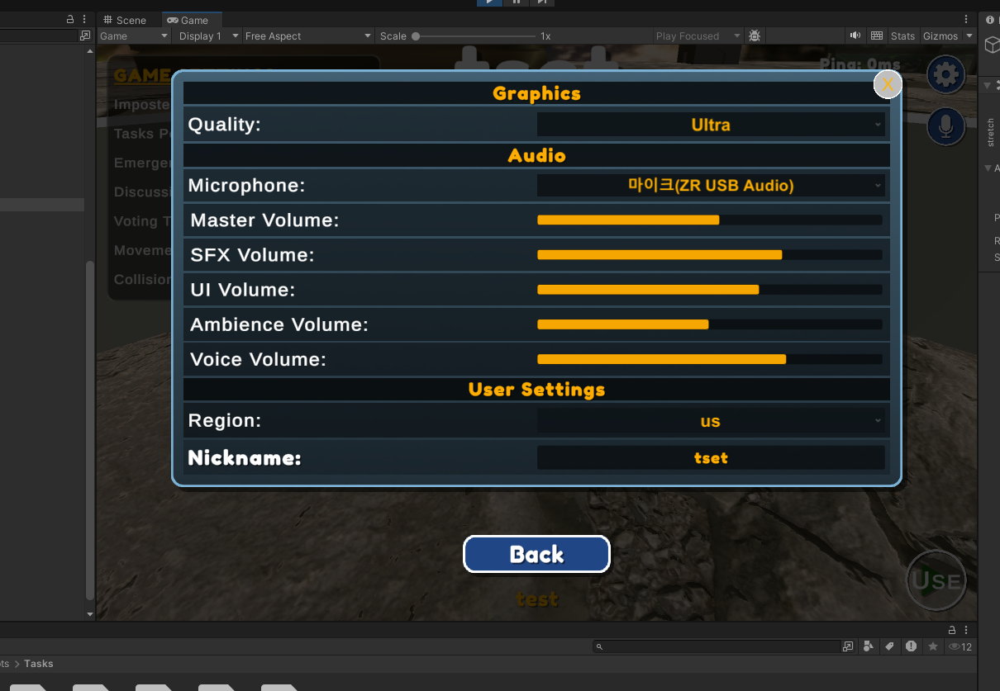 Scene
Game
Game
Display 1
Free Aspect
Scale
1x
Play Focused
Stats
Gizmos
tset
Ping: 0ms
GAME
Graphics
Quality:
Ultra
Audio
Microphone:
마이크(ZR USB Audio)
Master Volume:
SFX Volume:
UI Volume:
Ambience Volume:
Voice Volume:
User Settings
Region:
us
Nickname:
tset
X
Imposte
Tasks P
Emerge
Discussi
Voting T
Moveme
Collision
Back
test
USE
stretch
12
ts > Tasks